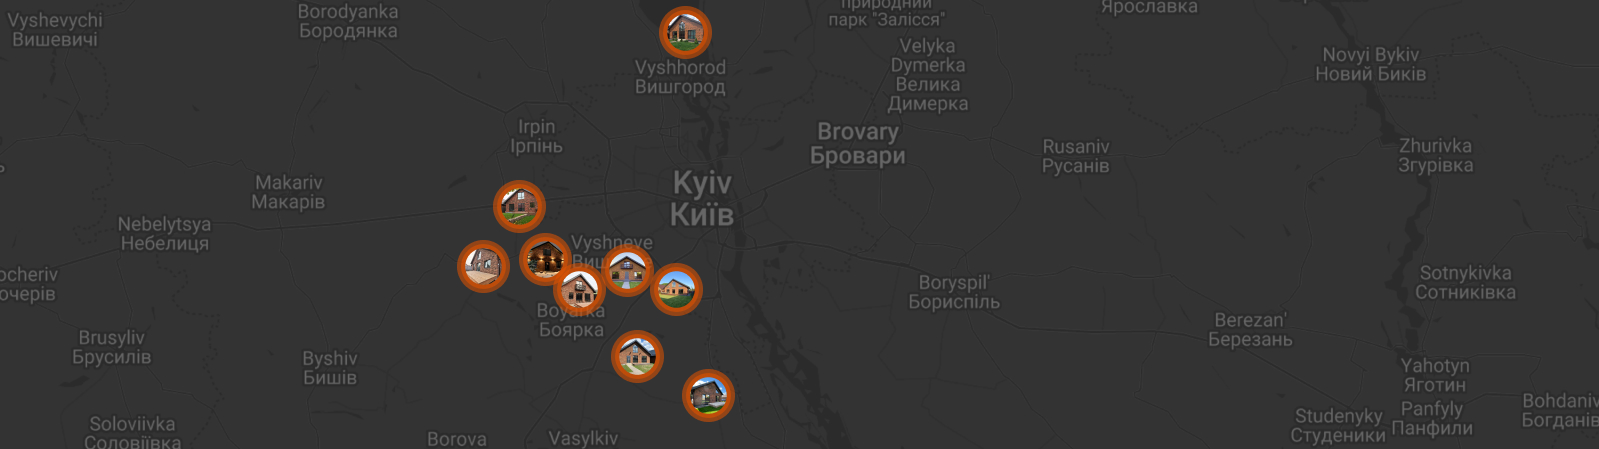 Vyshevychi
Вишевичі
Borodyanka
Бородянка
природний
парк "Залісся"
Ярославка
Vyshhorod
Вишгород
Velyka
Dymerka
Велика
Димерка
Novyi Bykiv
Новий Биків
Irpin
Ірпінь
Brovary
Бровари
Rusaniv
Русанів
Zhurivka
Згурівка
Makariv
Макарів
Kyiv
Київ
Nebelytsya
Небелиця
Vyshneve
ocheriv
очерів
Boryspil'
Бориспіль
Sotnykivka
Сотниківка
Boyarka
Боярка
Brusyliv
Брусилів
Byshiv
Бишів
Berezan'
Березань
Yahotyn
Яготин
Soloviivka
Соловіївка
Borova
Vasylkiv
Studenyky
Студеники
Panfyly
Панфили
Bohdaniv
Богданів